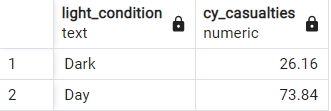 light_condition cy_casualties
text numeric
1 Dark 26.16
2 Day 73.84